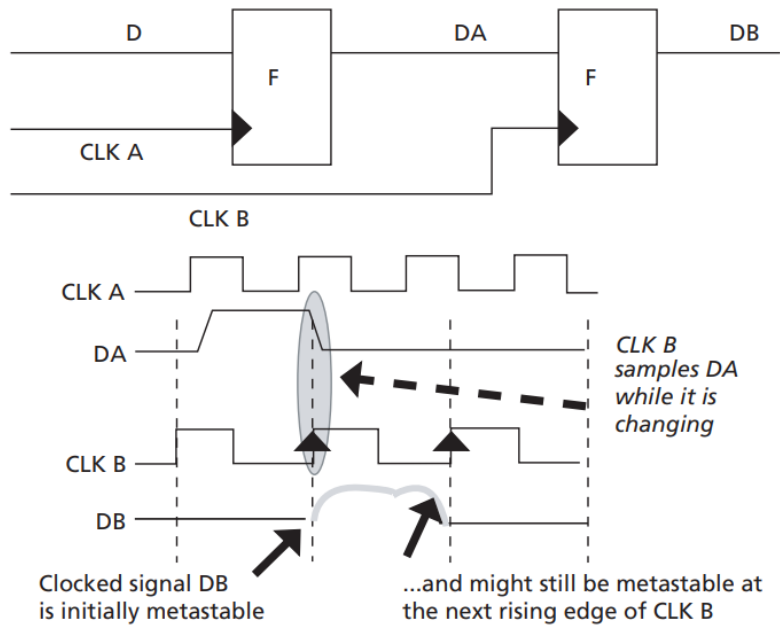 D
DA
DB
F
F
CLK A
CLK B
CLK A
DA
CLK B
samples DA
while it is
changing
CLK B
DB
Clocked signal DB
is initially metastable
...and might still be metastable at
the next rising edge of CLK B